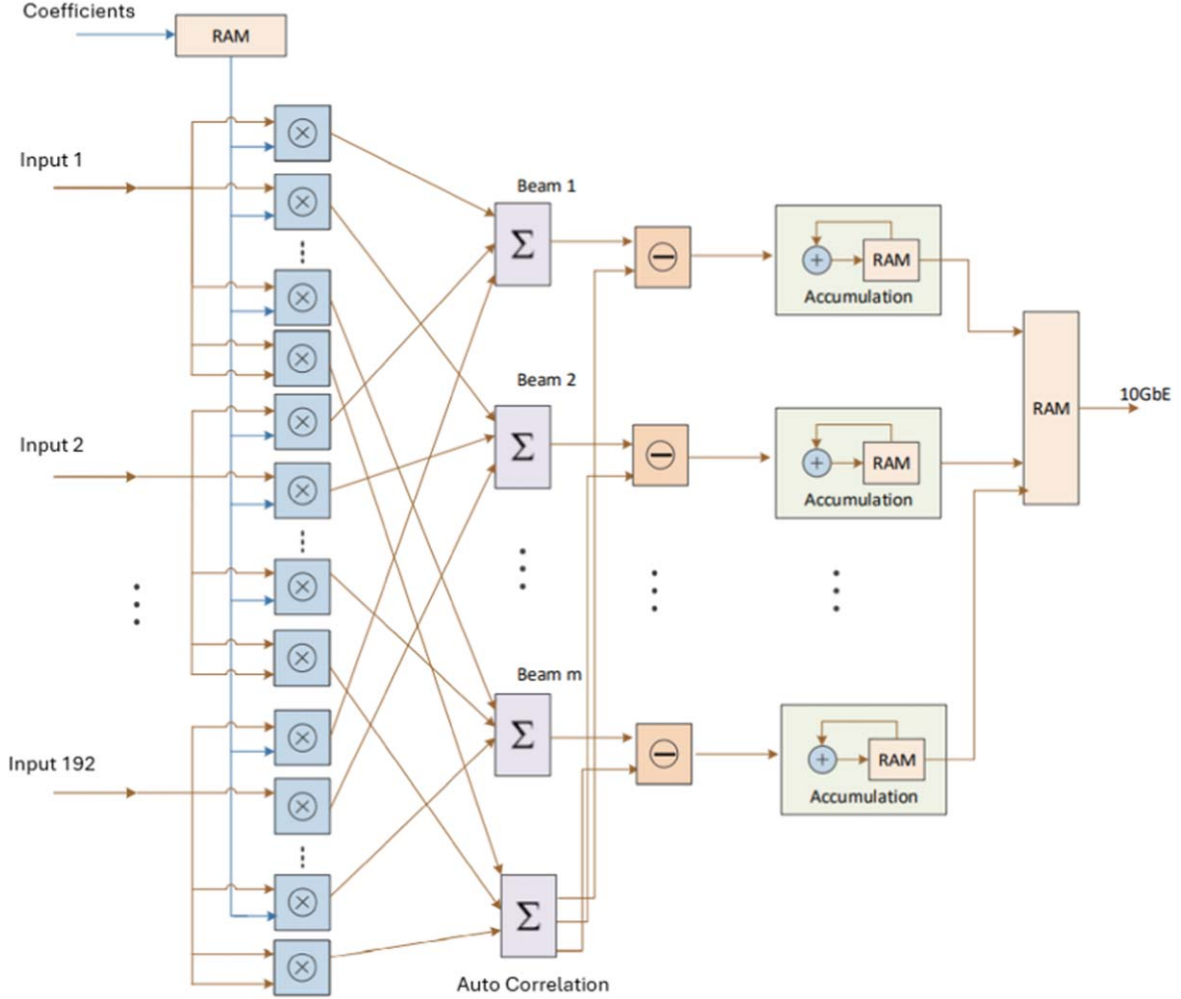 Coefficients
RAM
Input 1
Beam 1
Σ
RAM
Accumulation
Input 2
Beam 2
Σ
RAM
Accumulation
RAM
10GbE
Beam m
Σ
Input 192
RAM
Accumulation
Σ
Auto Correlation